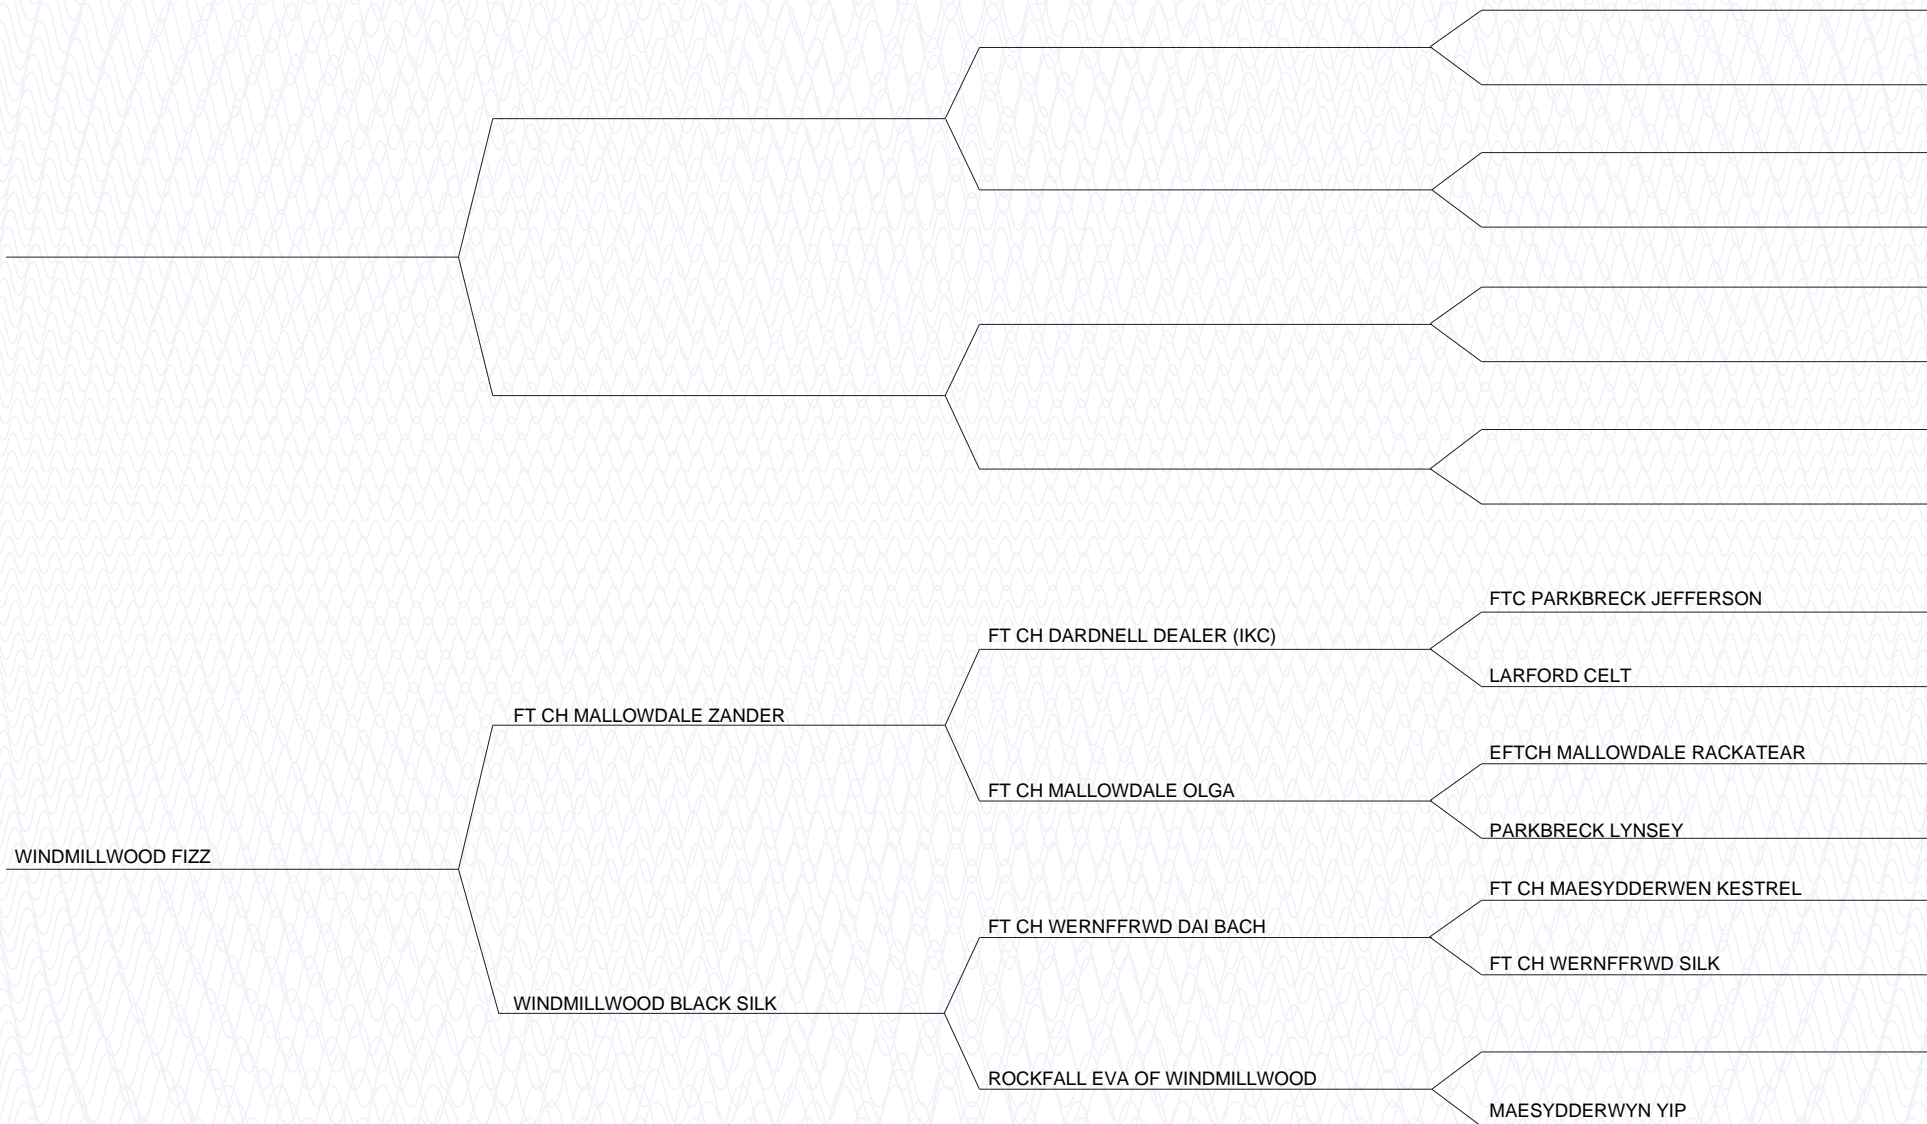 FTC PARKBRECK JEFFERSON
FT CH DARDNELL DEALER (IKC)
LARFORD CELT
FT CH MALLOWDALE ZANDER
EFTCH MALLOWDALE RACKATEAR
FT CH MALLOWDALE OLGA
PARKBRECK LYNSEY
WINDMILLWOOD FIZZ
FT CH MAESYDDERWEN KESTREL
FT CH WERNFFRWD DAI BACH
FT CH WERNFFRWD SILK
WINDMILLWOOD BLACK SILK
ROCKFALL EVA OF WINDMILLWOOD
MAESYDDERWYN YIP